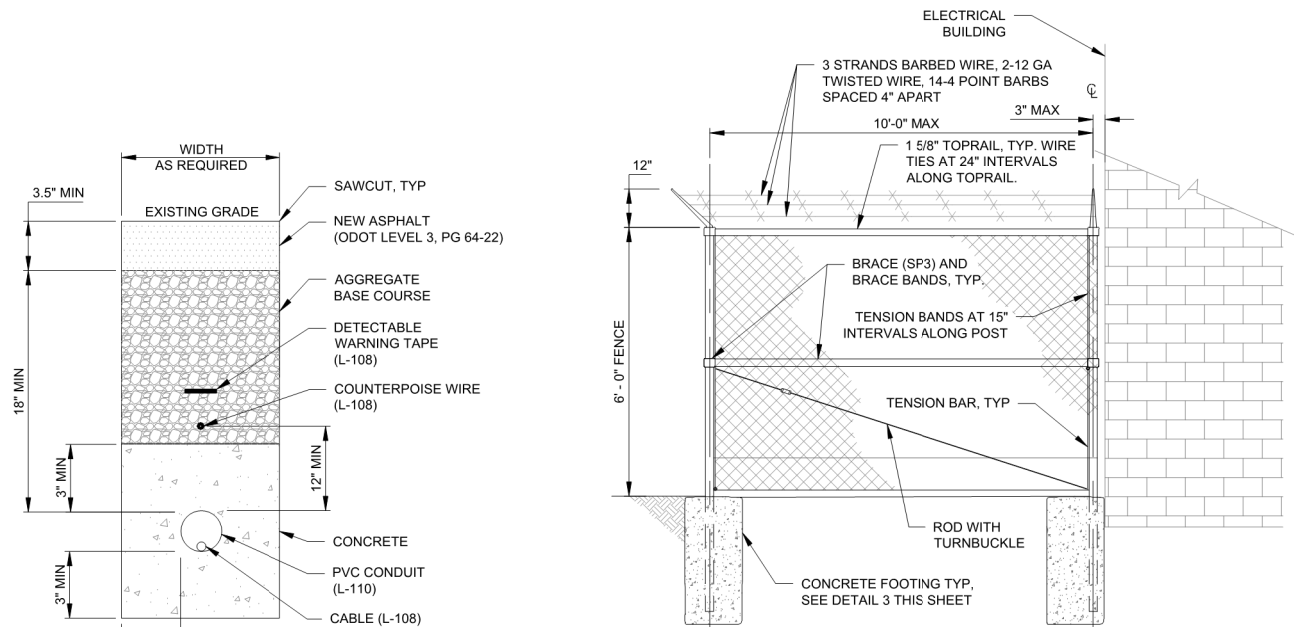 WIDTH
AS REQUIRED
3.5" MIN
EXISTING GRADE
SAWCUT, TYP
NEW ASPHALT
(ODOT LEVEL 3, PG 64-22)
AGGREGATE
BASE COURSE
DETECTABLE
WARNING TAPE
(L-108)
COUNTERPOISE WIRE
(L-108)
18" MIN
3" MIN
12" MIN
3" MIN
CONCRETE
PVC CONDUIT
(L-110)
CABLE (L-108)
ELECTRICAL
BUILDING
3 STRANDS BARBED WIRE, 2-12 GA
TWISTED WIRE, 14-4 POINT BARBS
SPACED 4" APART
℄
3" MAX
10'-0" MAX
1 5/8" TOPRAIL, TYP. WIRE
TIES AT 24" INTERVALS
ALONG TOPRAIL.
12"
BRACE (SP3) AND
BRACE BANDS, TYP.
TENSION BANDS AT 15"
INTERVALS ALONG POST
6' - 0" FENCE
TENSION BAR, TYP
ROD WITH
TURNBUCKLE
CONCRETE FOOTING TYP,
SEE DETAIL 3 THIS SHEET